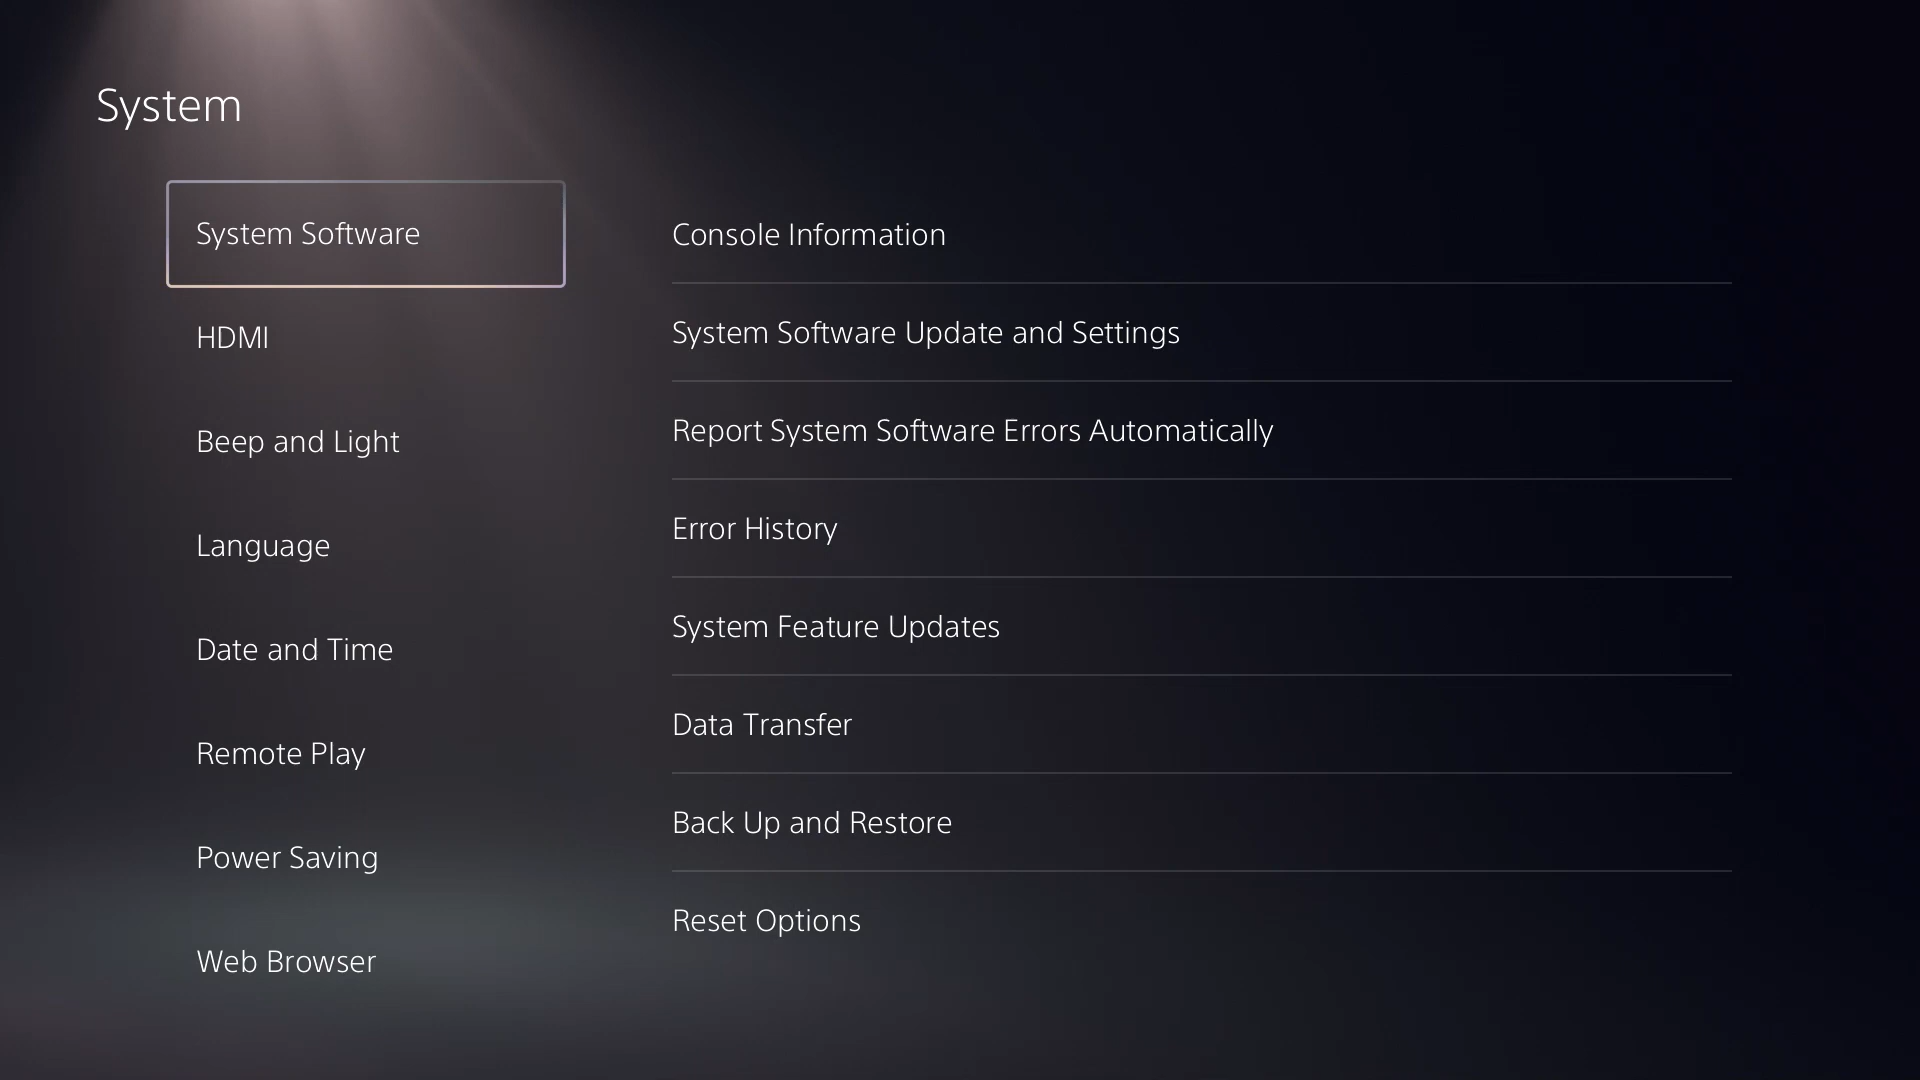 System
System Software
HDMI
Beep and Light
Language
Date and Time
Remote Play
Power Saving
Web Browser
Console Information
System Software Update and Settings
Report System Software Errors Automatically
Error History
System Feature Updates
Data Transfer
Back Up and Restore
Reset Options